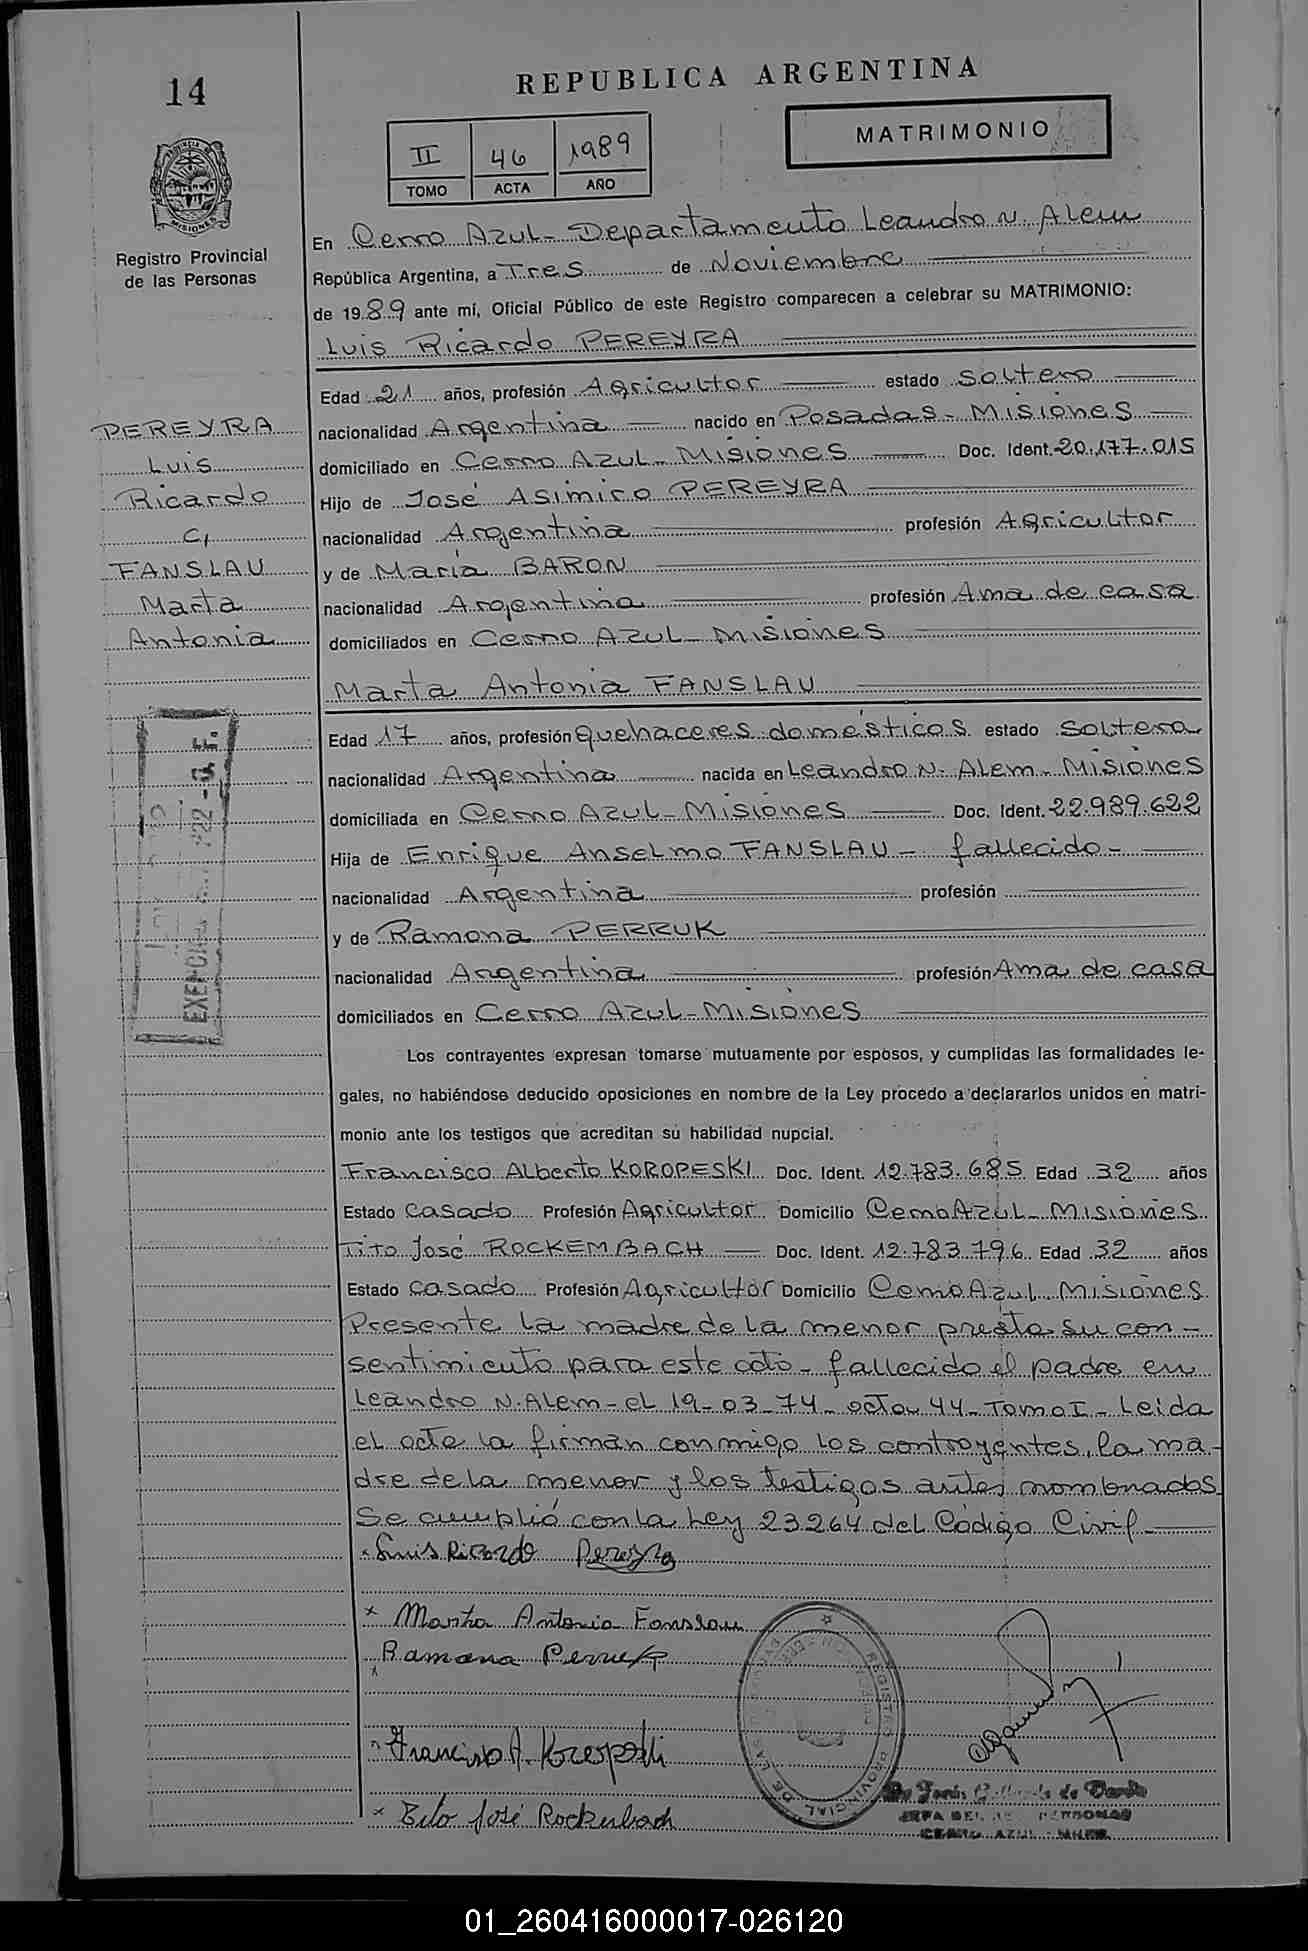 14
REPUBLICA ARGENTINA
MATRIMONIO
II 46 1989
TOMO ACTA AÑO
PROVINCIA DE MISIONES
Registro Provincial
de las Personas
En Cerro Azul - Departamento Leandro N. Alem
República Argentina, a Tres de Noviembre
de 1989 ante mí, Oficial Público de este Registro comparecen a celebrar su MATRIMONIO:
Luis Ricardo PEREYRA
Edad 21 años, profesión Agricultor estado soltero
nacionalidad Argentina nacido en Posadas - Misiones
domiciliado en Cerro Azul - Misiones Doc. Ident. 20.177.015
Hijo de José Asimiro PEREYRA
nacionalidad Argentina profesión Agricultor
y de María BARON
nacionalidad Argentina profesión Ama de casa
domiciliados en Cerro Azul - Misiones
PEREYRA
Luis
Ricardo
c/
FANSLAU
Marta
Antonia
Marta Antonia FANSLAU
Edad 17 años, profesión quehaceres domésticos estado soltera
nacionalidad Argentina nacida en Leandro N. Alem - Misiones
domiciliada en Cerro Azul - Misiones Doc. Ident. 22.989.622
Hija de Enrique Anselmo FANSLAU - fallecido -
nacionalidad Argentina profesión
y de Ramona PERRUK
nacionalidad Argentina profesión Ama de casa
domiciliados en Cerro Azul - Misiones
Los contrayentes expresan tomarse mutuamente por esposos, y cumplidas las formalidades le-
gales, no habiéndose deducido oposiciones en nombre de la Ley procedo a declararlos unidos en matri-
monio ante los testigos que acreditan su habilidad nupcial.
Francisco Alberto KOROPESKI Doc. Ident. 12.783.685 Edad 32 años
Estado casado Profesión Agricultor Domicilio Cerro Azul - Misiones
Tito José ROCKEMBACH Doc. Ident. 12.783.796 Edad 32 años
Estado casado Profesión Agricultor Domicilio Cerro Azul - Misiones
Presente la madre de la menor presta su con-
sentimiento para este acto - fallecido el padre en
Leandro N. Alem - el 19-03-74 - acta 44 - Tomo I - Leida
el acta la firman conmigo los contrayentes, la ma-
dre de la menor y los testigos antes nombrados
Se cumplió con la Ley 23264 del Código Civil
Luis Ricardo Pereyra
Marta Antonia Fanslau
Ramona Perruk
Francisco A. Koropeski
Tito José Rockembach
REGISTRO PROVINCIAL DE LAS
CERRO AZUL
01_260416000017-026120